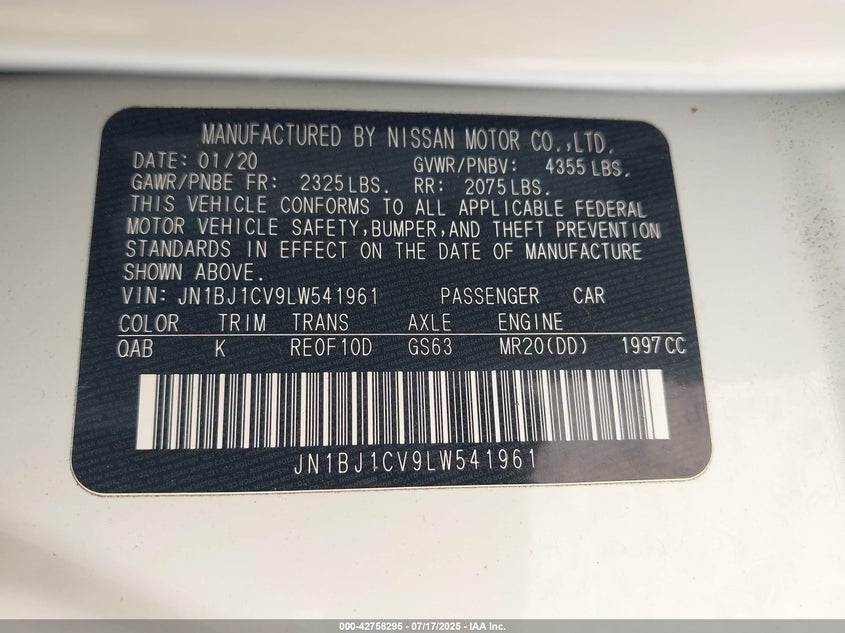 MANUFACTURED BY NISSAN MOTOR CO.,LTD.
DATE: 01/20 GVWR/PNBV: 4355 LBS.
GAWR/PNBE FR: 2325 LBS. RR: 2075 LBS.
THIS VEHICLE CONFORMS TO ALL APPLICABLE FEDERAL
MOTOR VEHICLE SAFETY,BUMPER,AND THEFT PREVENTION
STANDARDS IN EFFECT ON THE DATE OF MANUFACTURE
SHOWN ABOVE.
VIN: JN1BJ1CV9LW541961 PASSENGER CAR
COLOR TRIM TRANS AXLE ENGINE
QAB K RE0F10D GS63 MR20(DD) 1997CC
JN1BJ1CV9LW541961
000-42758295 - 07/17/2025 - IAA Inc.